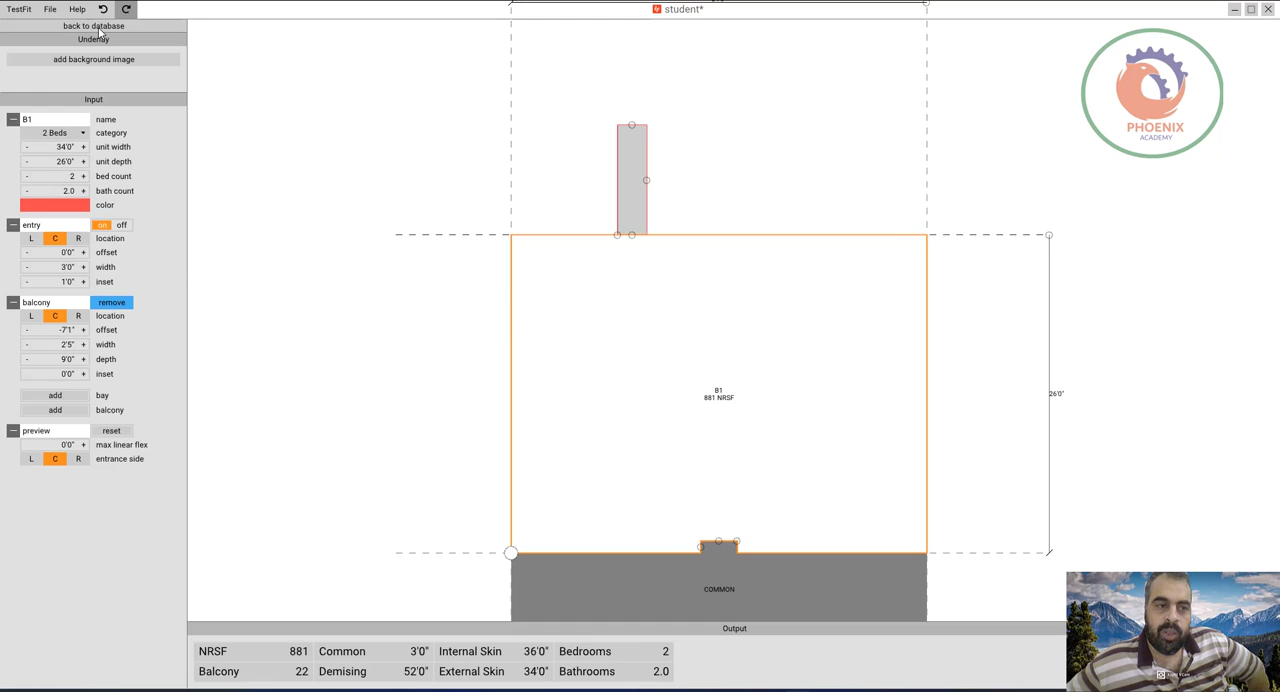 TestFit File Help
student*
back to database
Underlay
add background image
Input
B1 name
2 Beds category
- 34'0" + unit width
- 26'0" + unit depth
- 2 + bed count
- 2.0 + bath count
color
entry on off
L C R location
- 0'0" + offset
- 3'0" + width
- 1'0" + inset
balcony remove
L C R location
- -7'1" + offset
- 2'5" + width
- 9'0" + depth
- 0'0" + inset
add bay
add balcony
preview reset
0'0" + max linear flex
L C R entrance side
PHOENIX
ACADEMY
B1
881 NRSF
26'0"
COMMON
Output
NRSF 881 Common 3'0" Internal Skin 36'0" Bedrooms 2
Balcony 22 Demising 52'0" External Skin 34'0" Bathrooms 2.0